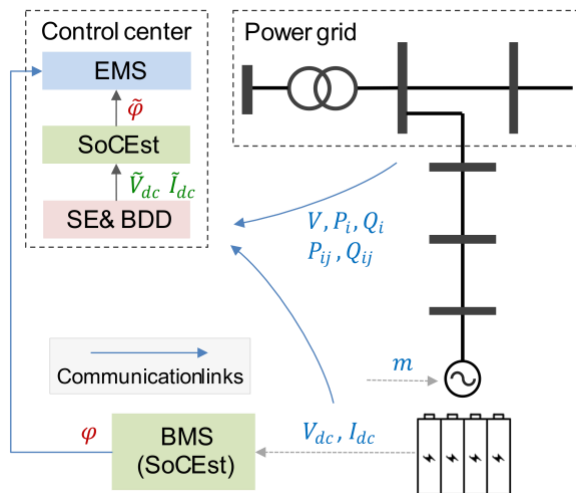 Control center
EMS
φ̃
SoCEst
Ṽdc Ĩdc
SE& BDD
Power grid
V, Pi, Qi
Pij, Qij
Communicationlinks
m
φ
BMS
(SoCEst)
Vdc, Idc